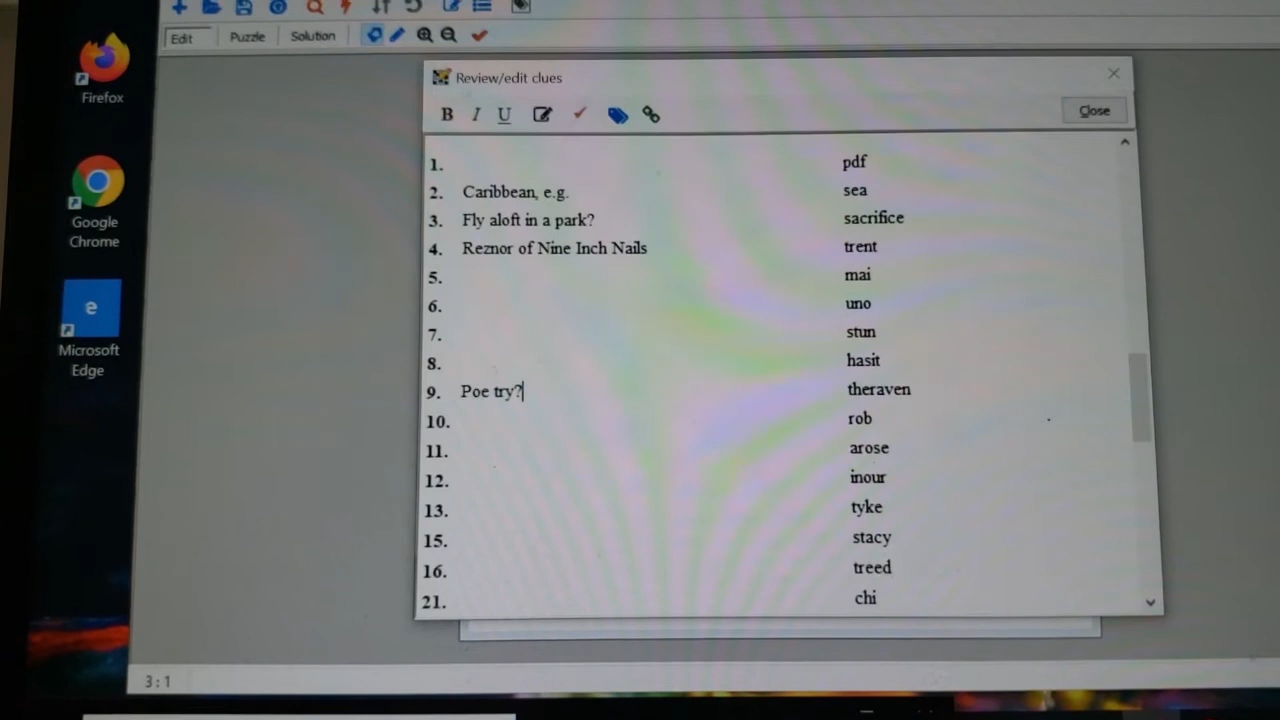 Edit Puzzle Solution
Firefox
Google
Chrome
Microsoft
Edge
Review/edit clues
B I U
Close
1. pdf
2. Caribbean, e.g. sea
3. Fly aloft in a park? sacrifice
4. Reznor of Nine Inch Nails trent
5. mai
6. uno
7. stun
8. hasit
9. Poe try? theraven
10. rob
11. arose
12. inour
13. tyke
15. stacy
16. treed
21. chi
3:1